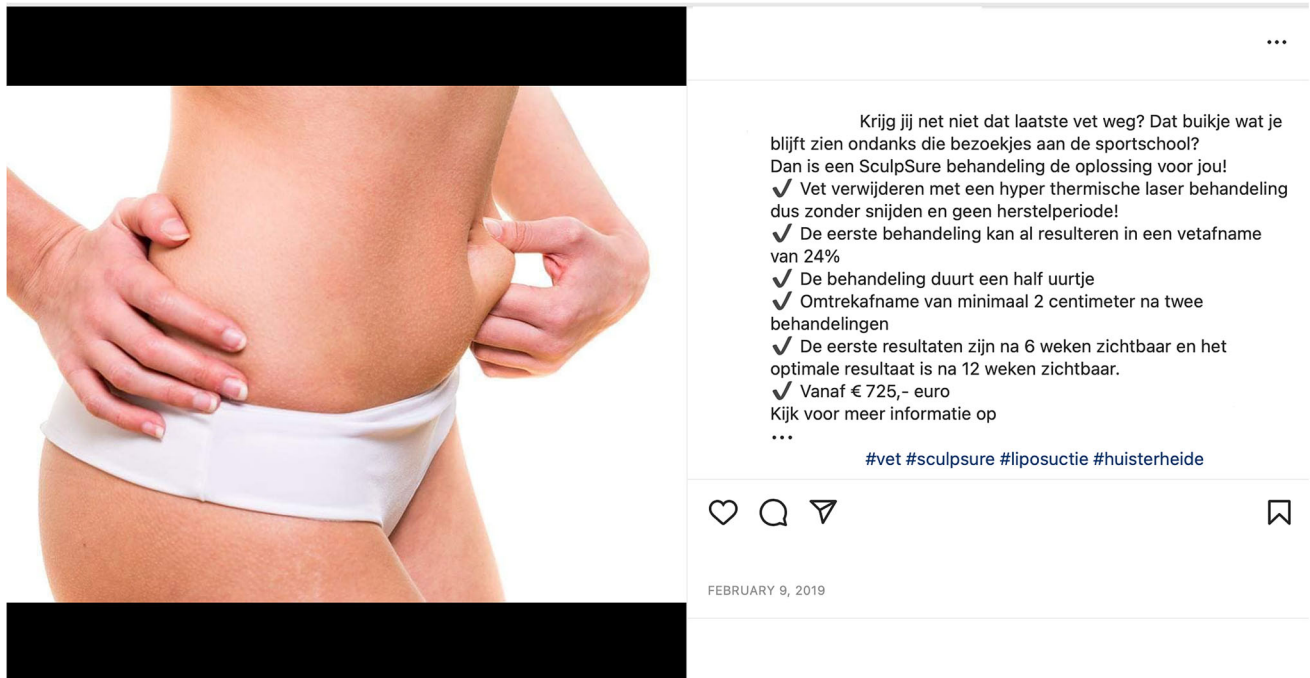 Krijg jij net niet dat laatste vet weg? Dat buikje wat je
blijft zien ondanks die bezoekjes aan de sportschool?
Dan is een SculpSure behandeling de oplossing voor jou!
✔ Vet verwijderen met een hyper thermische laser behandeling
dus zonder snijden en geen herstelperiode!
✔ De eerste behandeling kan al resulteren in een vetafname
van 24%
✔ De behandeling duurt een half uurtje
✔ Omtrekafname van minimaal 2 centimeter na twee
behandelingen
✔ De eerste resultaten zijn na 6 weken zichtbaar en het
optimale resultaat is na 12 weken zichtbaar.
✔ Vanaf € 725,- euro
Kijk voor meer informatie op
...
#vet #sculpsure #liposuctie #huisterheide
FEBRUARY 9, 2019